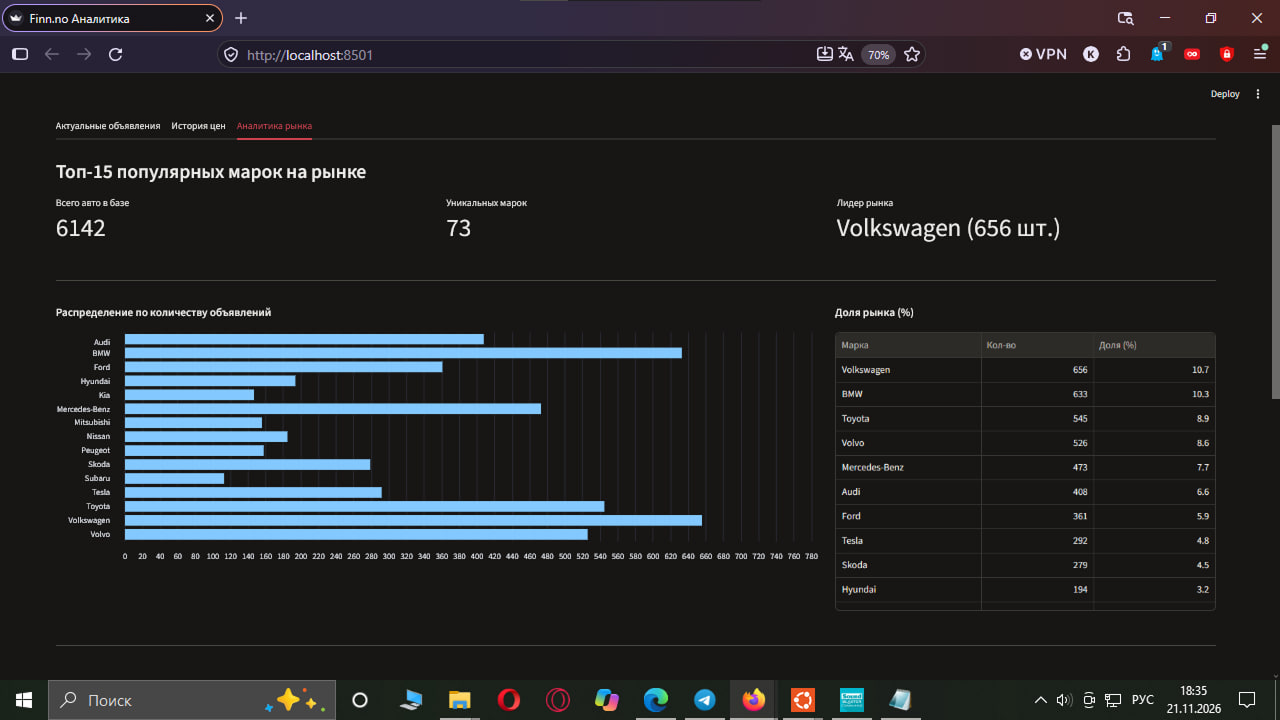 Finn.no Аналитика
http://localhost:8501
70%
VPN
K
1
Deploy
Актуальные объявления История цен Аналитика рынка
Топ-15 популярных марок на рынке
Всего авто в базе Уникальных марок Лидер рынка
6142 73 Volkswagen (656 шт.)
Распределение по количеству объявлений
Audi
BMW
Ford
Hyundai
Kia
Mercedes-Benz
Mitsubishi
Nissan
Peugeot
Skoda
Subaru
Tesla
Toyota
Volkswagen
Volvo
0 20 40 60 80 100 120 140 160 180 200 220 240 260 280 300 320 340 360 380 400 420 440 460 480 500 520 540 560 580 600 620 640 660 680 700 720 740 760 780
Доля рынка (%)
Марка Кол-во Доля (%)
Volkswagen 656 10.7
BMW 633 10.3
Toyota 545 8.9
Volvo 526 8.6
Mercedes-Benz 473 7.7
Audi 408 6.6
Ford 361 5.9
Tesla 292 4.8
Skoda 279 4.5
Hyundai 194 3.2
Поиск
РУС
18:35
21.11.2026